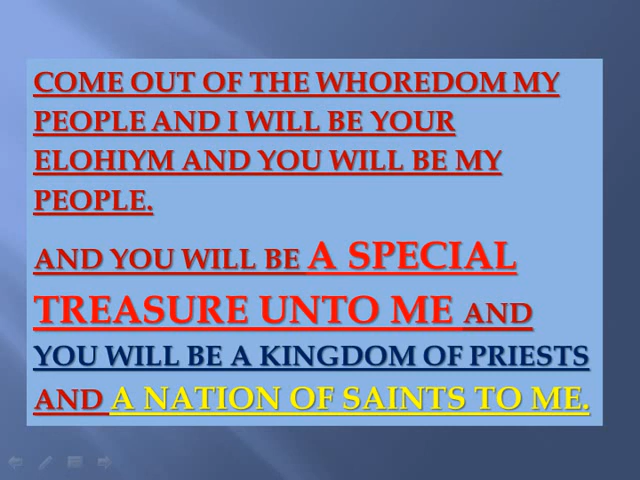 COME OUT OF THE WHOREDOM MY
PEOPLE AND I WILL BE YOUR
ELOHIYM AND YOU WILL BE MY
PEOPLE.
AND YOU WILL BE A SPECIAL
TREASURE UNTO ME AND
YOU WILL BE A KINGDOM OF PRIESTS
AND A NATION OF SAINTS TO ME.